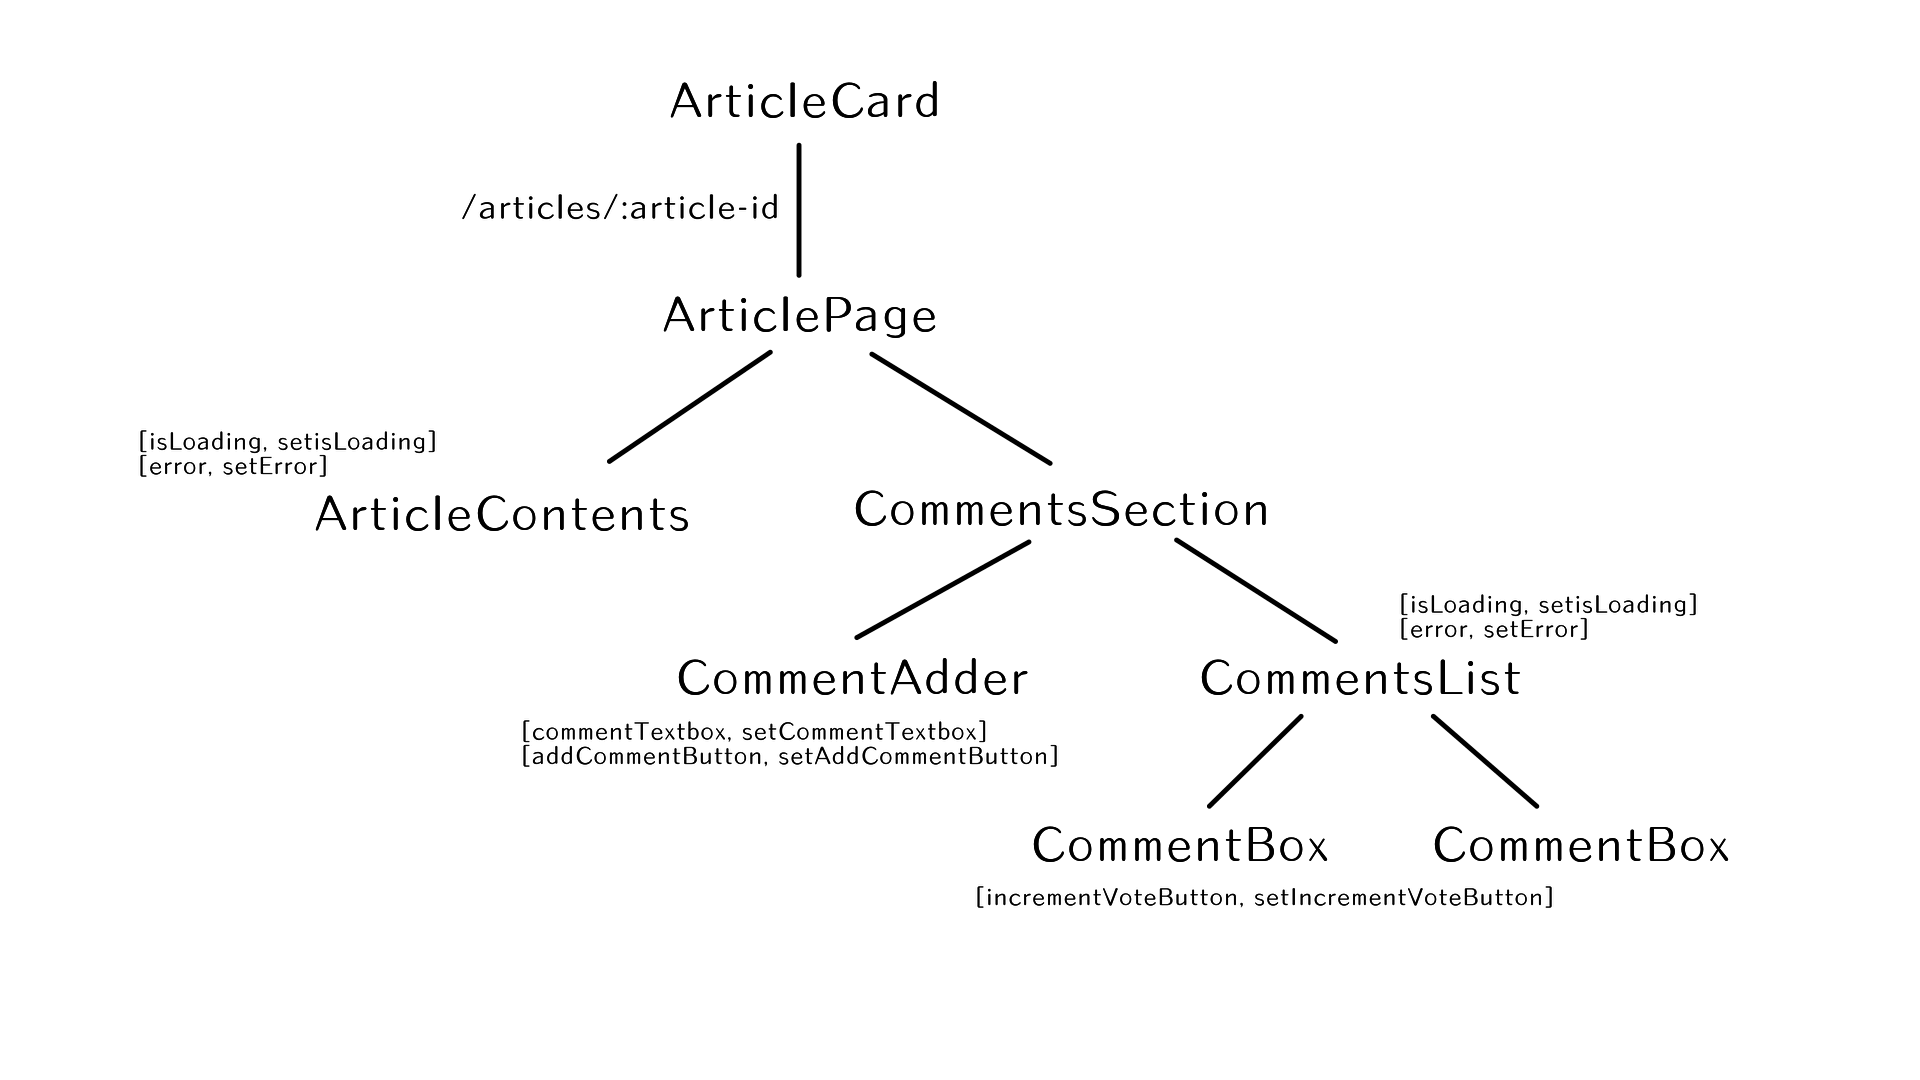 ArticleCard
/articles/:article-id
ArticlePage
[isLoading, setisLoading]
[error, setError]
ArticleContents
CommentsSection
[isLoading, setisLoading]
[error, setError]
CommentAdder
CommentsList
[commentTextbox, setCommentTextbox]
[addCommentButton, setAddCommentButton]
CommentBox
CommentBox
[incrementVoteButton, setIncrementVoteButton]